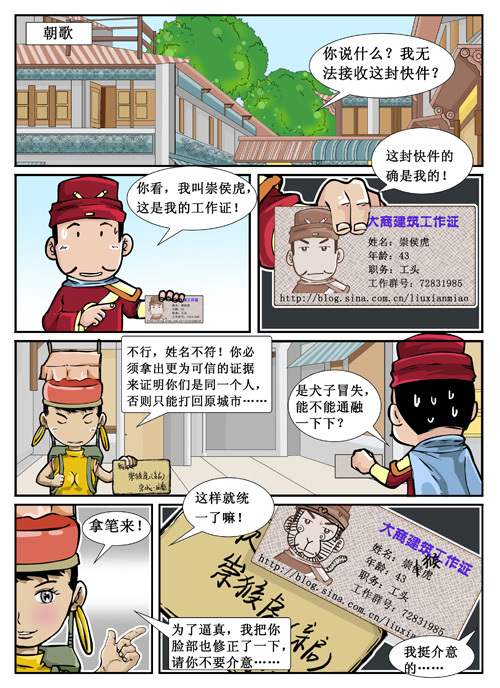 朝歌
你说什么？我无
法接收这封快件？
这封快件的
确是我的！
你看，我叫崇侯虎，
这是我的工作证！
大商建筑工作证
姓名：崇侯虎
年龄：43
职务：工头
工作群号：72831985
http://blog.sina.com.cn/liuxianmiao
不行，姓名不符！你必
须拿出更为可信的证据
来证明你们是同一个人，
否则只能打回原城市……
是犬子冒失，
能不能通融
一下下？
拿笔来！
这样就统
一了嘛！
大商建筑工作证
姓名：崇侯虎
猴
年龄：43
职务：工头
工作群号：72831985
http://blog.sina.com.cn/liuxianm
崇猴虎（亲启）
为了逼真，我把你
脸部也修正了一下，
请你不要介意……
我挺介意
的……